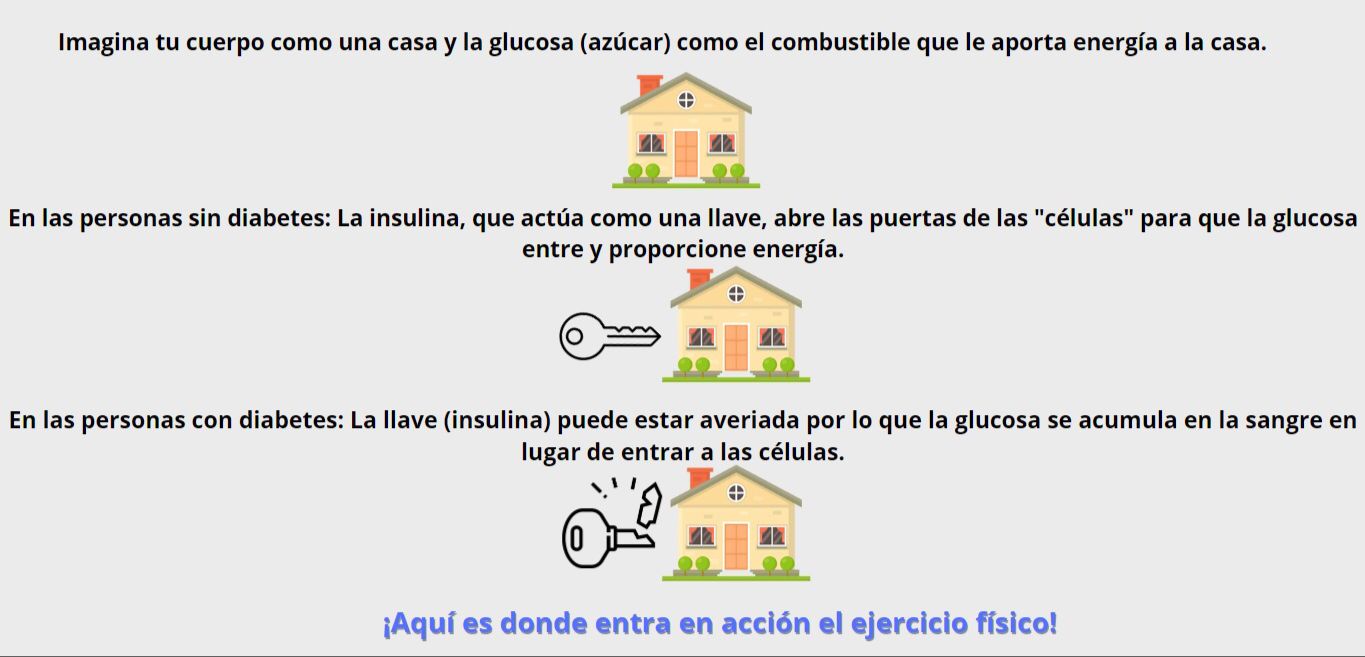 Imagina tu cuerpo como una casa y la glucosa (azúcar) como el combustible que le aporta energía a la casa.
En las personas sin diabetes: La insulina, que actúa como una llave, abre las puertas de las "células" para que la glucosa
entre y proporcione energía.
En las personas con diabetes: La llave (insulina) puede estar averiada por lo que la glucosa se acumula en la sangre en
lugar de entrar a las células.
¡Aquí es donde entra en acción el ejercicio físico!